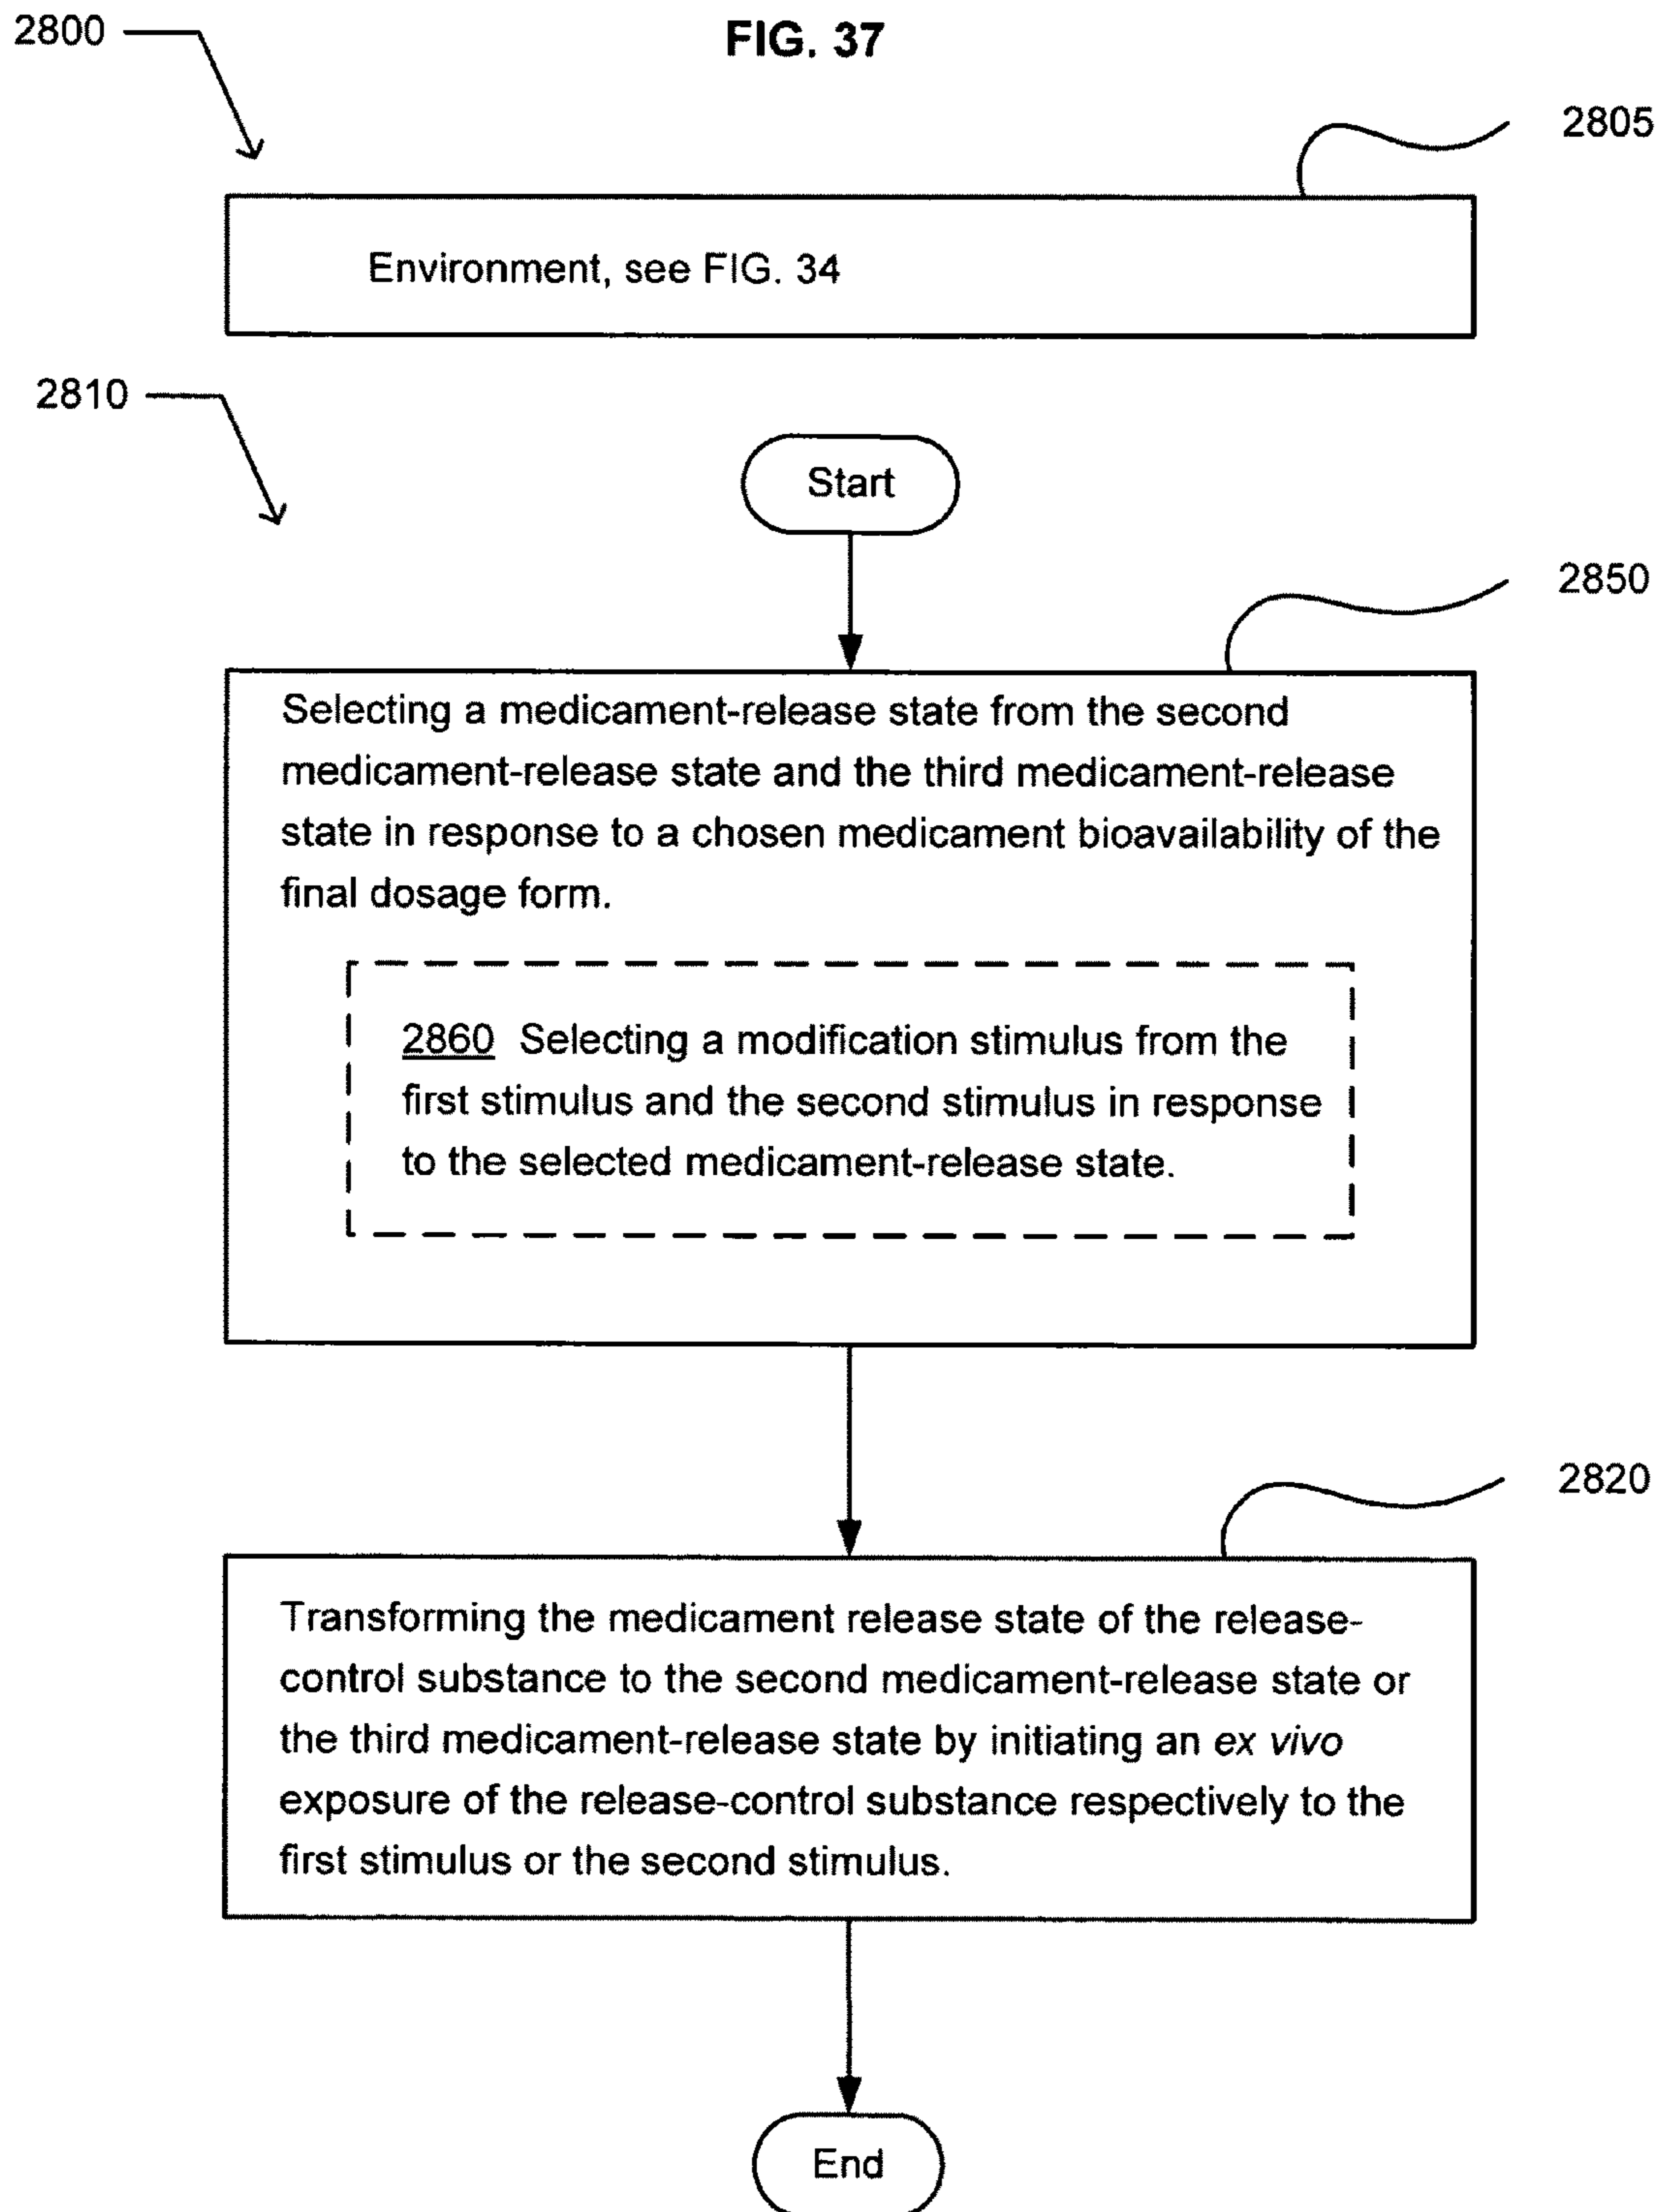 2800
FIG. 37
2805
Environment, see FIG. 34
2810
Start
2850
Selecting a medicament-release state from the second
medicament-release state and the third medicament-release
state in response to a chosen medicament bioavailability of the
final dosage form.
2860 Selecting a modification stimulus from the
first stimulus and the second stimulus in response
to the selected medicament-release state.
2820
Transforming the medicament release state of the release-
control substance to the second medicament-release state or
the third medicament-release state by initiating an ex vivo
exposure of the release-control substance respectively to the
first stimulus or the second stimulus.
End